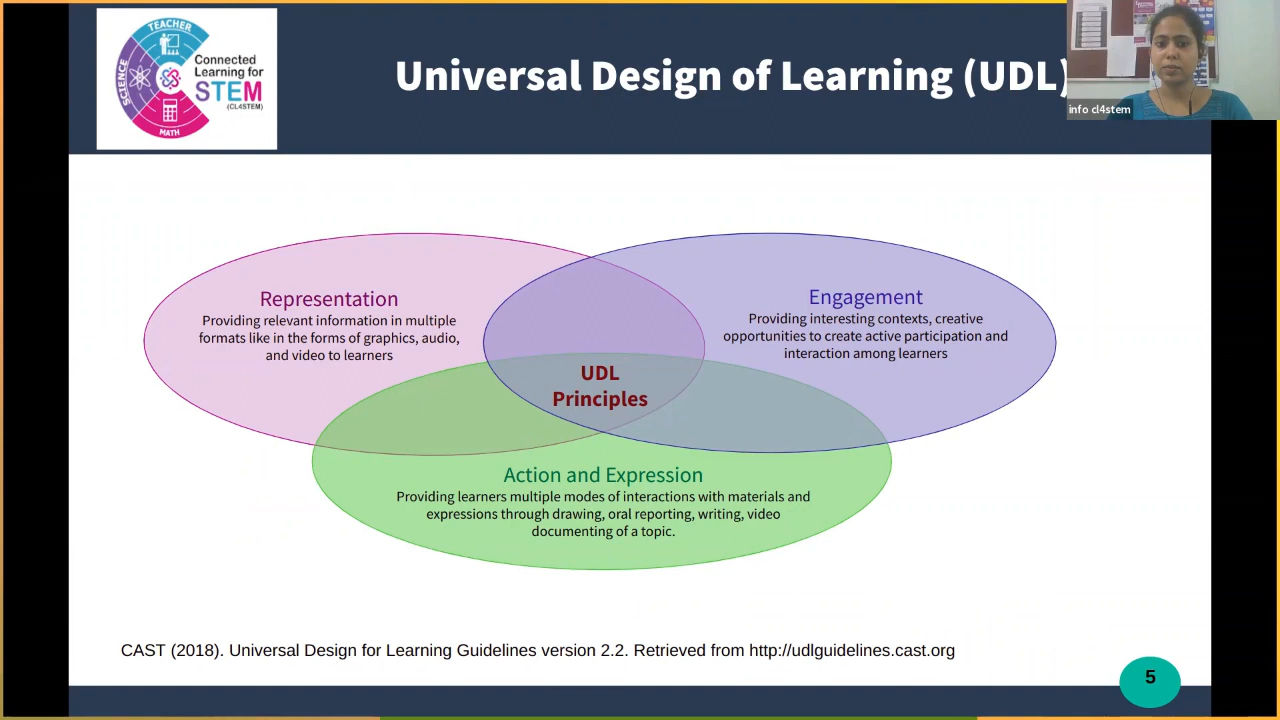 TEACHER
SCIENCE
MATH
Connected
Learning for
STEM
(CL4STEM)
Universal Design of Learning (UDL)
info cl4stem
Representation
Providing relevant information in multiple
formats like in the forms of graphics, audio,
and video to learners
Engagement
Providing interesting contexts, creative
opportunities to create active participation and
interaction among learners
UDL
Principles
Action and Expression
Providing learners multiple modes of interactions with materials and
expressions through drawing, oral reporting, writing, video
documenting of a topic.
CAST (2018). Universal Design for Learning Guidelines version 2.2. Retrieved from http://udlguidelines.cast.org
5